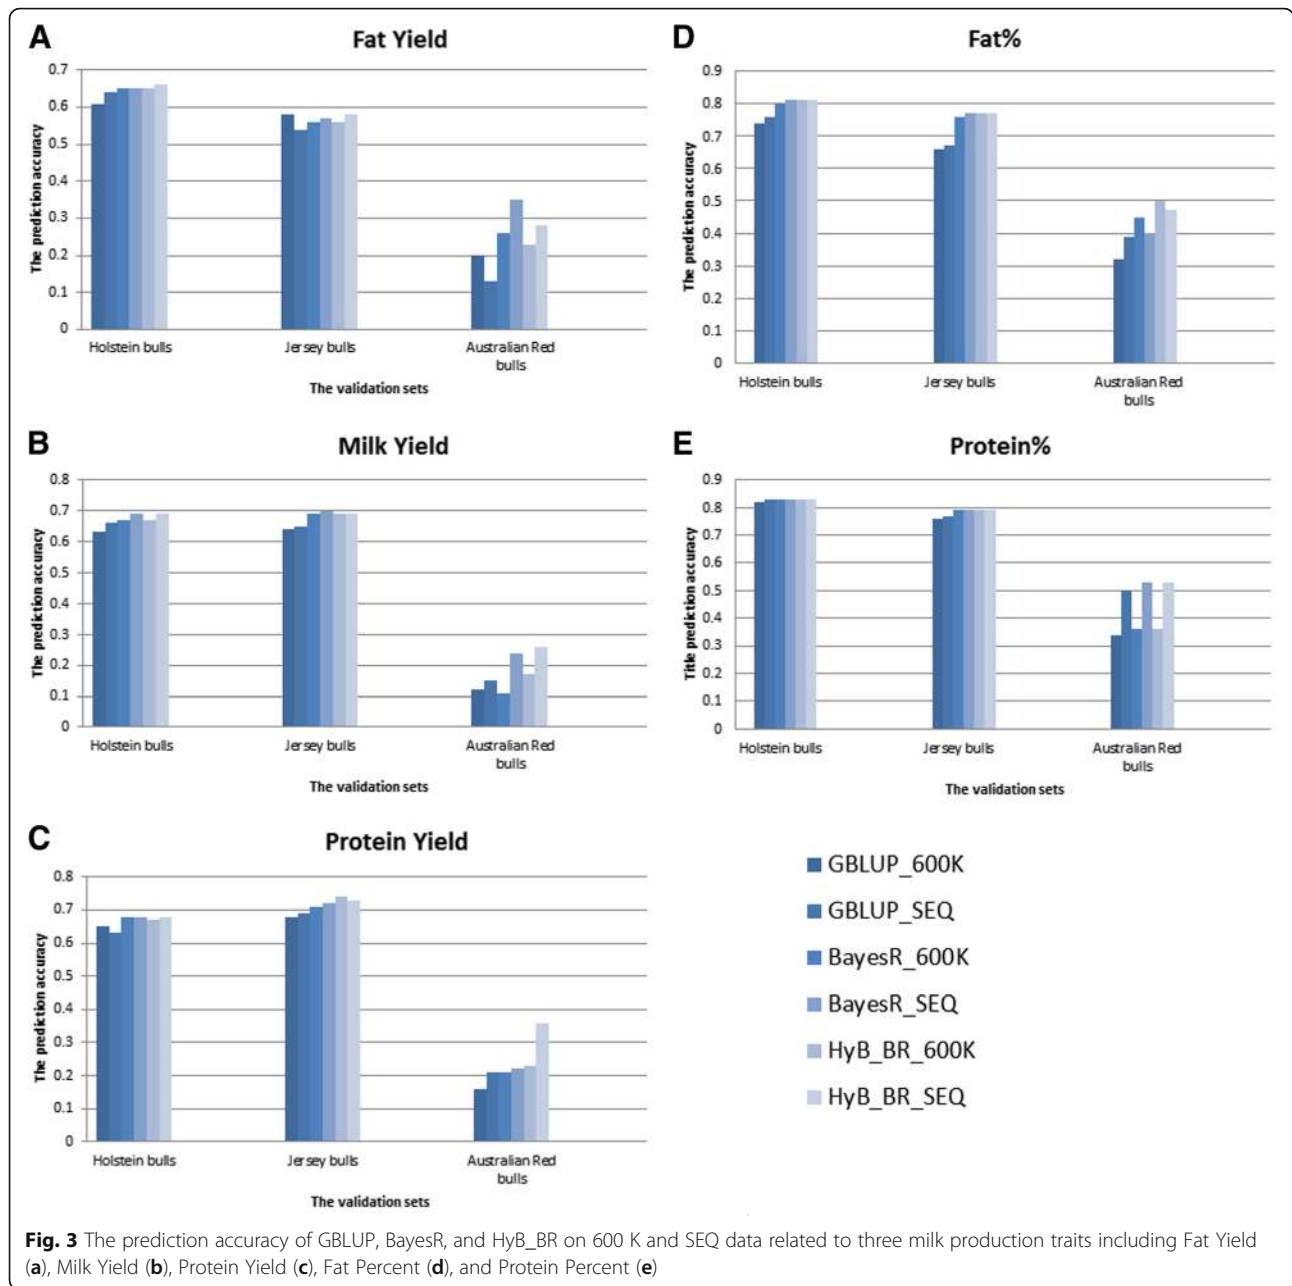 A
Fat Yield
The prediction accuracy
0.7
0.6
0.5
0.4
0.3
0.2
0.1
0
Holstein bulls
Jersey bulls
Australian Red
bulls
The validation sets
D
Fat%
The prediction accuracy
0.9
0.8
0.7
0.6
0.5
0.4
0.3
0.2
0.1
0
Holstein bulls
Jersey bulls
Australian Red
bulls
B
Milk Yield
The prediction accuracy
0.8
0.7
0.6
0.5
0.4
0.3
0.2
0.1
0
Holstein bulls
Jersey bulls
Australian Red
bulls
The validation sets
E
Protein%
Title prediction accuracy
0.9
0.8
0.7
0.6
0.5
0.4
0.3
0.2
0.1
0
Holstein bulls
Jersey bulls
Australian Red
bulls
The validation sets
C
Protein Yield
The prediction accuracy
0.8
0.7
0.6
0.5
0.4
0.3
0.2
0.1
0
Holstein bulls
Jersey bulls
Australian Red
bulls
The validation sets
GBLUP_600K
GBLUP_SEQ
BayesR_600K
BayesR_SEQ
HyB_BR_600K
HyB_BR_SEQ
Fig. 3 The prediction accuracy of GBLUP, BayesR, and HyB_BR on 600 K and SEQ data related to three milk production traits including Fat Yield
(a), Milk Yield (b), Protein Yield (c), Fat Percent (d), and Protein Percent (e)